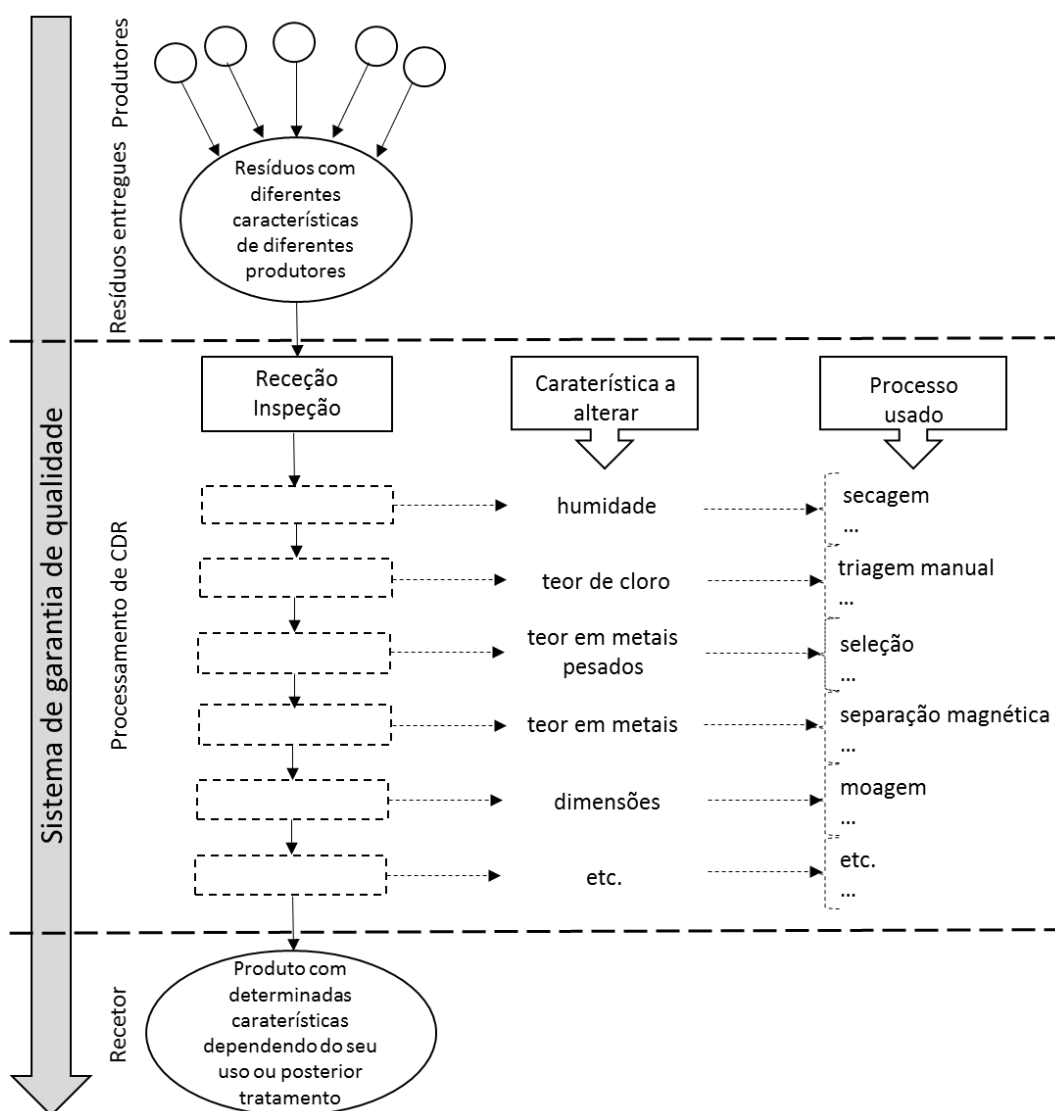 Sistema de garantia de qualidade
Produtores
Resíduos entregues
Resíduos com
diferentes
características
de diferentes
produtores
Processamento de CDR
Receção
Inspeção
Caraterística a
alterar
Processo
usado
humidade
secagem
...
teor de cloro
triagem manual
...
teor em metais
pesados
seleção
...
teor em metais
separação magnética
...
dimensões
moagem
...
etc.
etc.
...
Recetor
Produto com
determinadas
caraterísticas
dependendo do seu
uso ou posterior
tratamento